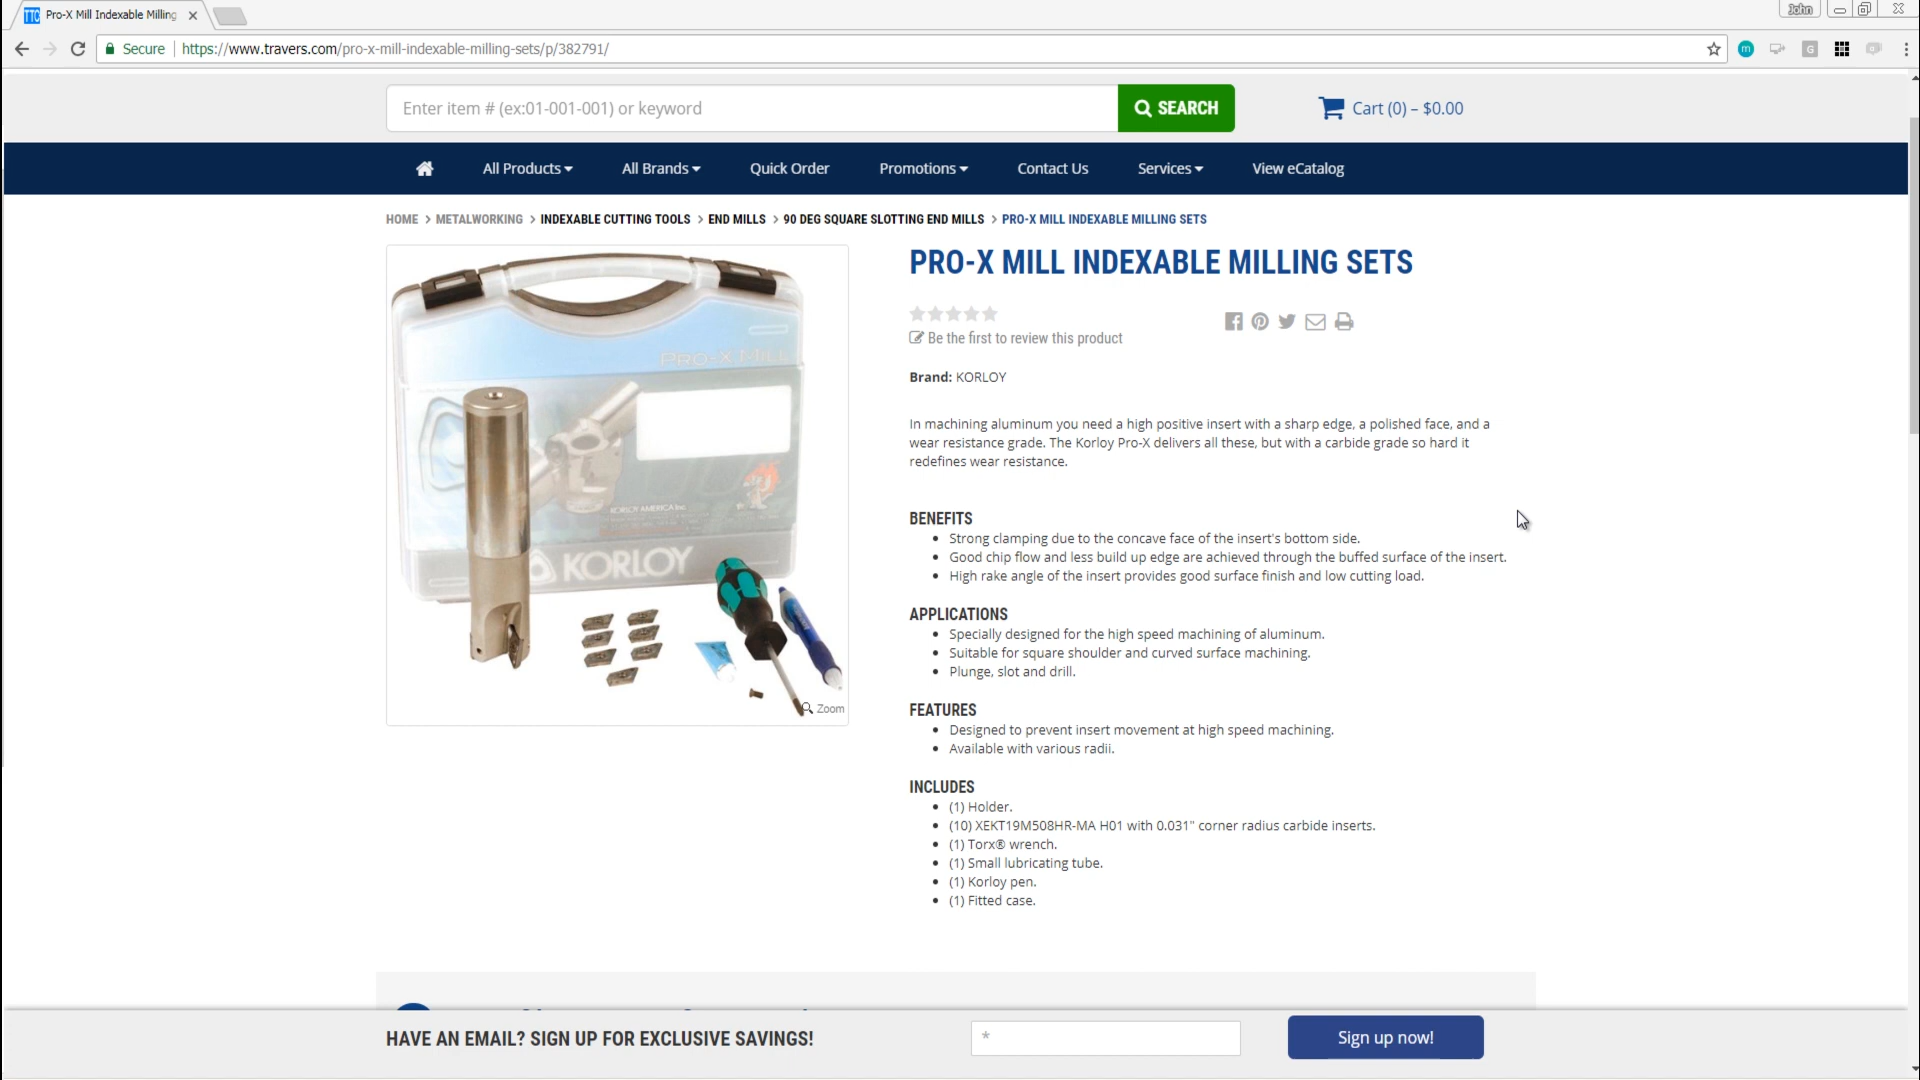 TTC Pro-X Mill Indexable Milling
John
Secure https://www.travers.com/pro-x-mill-indexable-milling-sets/p/382791/
Enter item # (ex:01-001-001) or keyword
SEARCH
Cart (0) – $0.00
All Products
All Brands
Quick Order
Promotions
Contact Us
Services
View eCatalog
HOME > METALWORKING > INDEXABLE CUTTING TOOLS > END MILLS > 90 DEG SQUARE SLOTTING END MILLS > PRO-X MILL INDEXABLE MILLING SETS
PRO-X MILL
KORLOY AMERICA Inc.
KORLOY
Zoom
PRO-X MILL INDEXABLE MILLING SETS
Be the first to review this product
Brand: KORLOY
In machining aluminum you need a high positive insert with a sharp edge, a polished face, and a
wear resistance grade. The Korloy Pro-X delivers all these, but with a carbide grade so hard it
redefines wear resistance.
BENEFITS
• Strong clamping due to the concave face of the insert's bottom side.
• Good chip flow and less build up edge are achieved through the buffed surface of the insert.
• High rake angle of the insert provides good surface finish and low cutting load.
APPLICATIONS
• Specially designed for the high speed machining of aluminum.
• Suitable for square shoulder and curved surface machining.
• Plunge, slot and drill.
FEATURES
• Designed to prevent insert movement at high speed machining.
• Available with various radii.
INCLUDES
• (1) Holder.
• (10) XEKT19M508HR-MA H01 with 0.031" corner radius carbide inserts.
• (1) Torx® wrench.
• (1) Small lubricating tube.
• (1) Korloy pen.
• (1) Fitted case.
HAVE AN EMAIL? SIGN UP FOR EXCLUSIVE SAVINGS!
*
Sign up now!